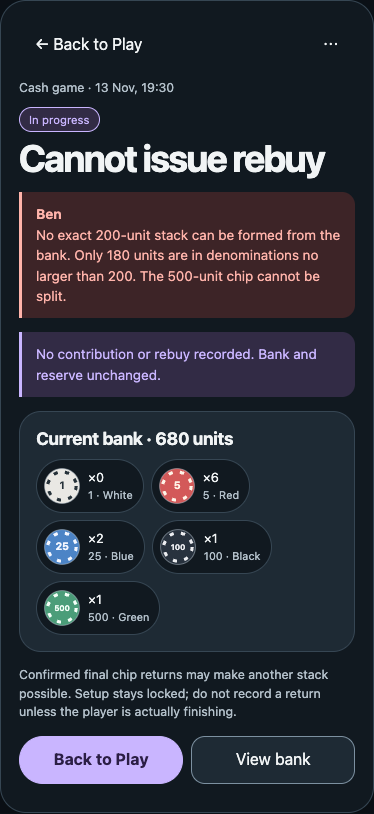 ← Back to Play
...
Cash game · 13 Nov, 19:30
In progress
Cannot issue rebuy
Ben
No exact 200-unit stack can be formed from the
bank. Only 180 units are in denominations no
larger than 200. The 500-unit chip cannot be
split.
No contribution or rebuy recorded. Bank and
reserve unchanged.
Current bank · 680 units
1
×0
1 · White
5
×6
5 · Red
25
×2
25 · Blue
100
×1
100 · Black
500
×1
500 · Green
Confirmed final chip returns may make another stack
possible. Setup stays locked; do not record a return
unless the player is actually finishing.
Back to Play
View bank